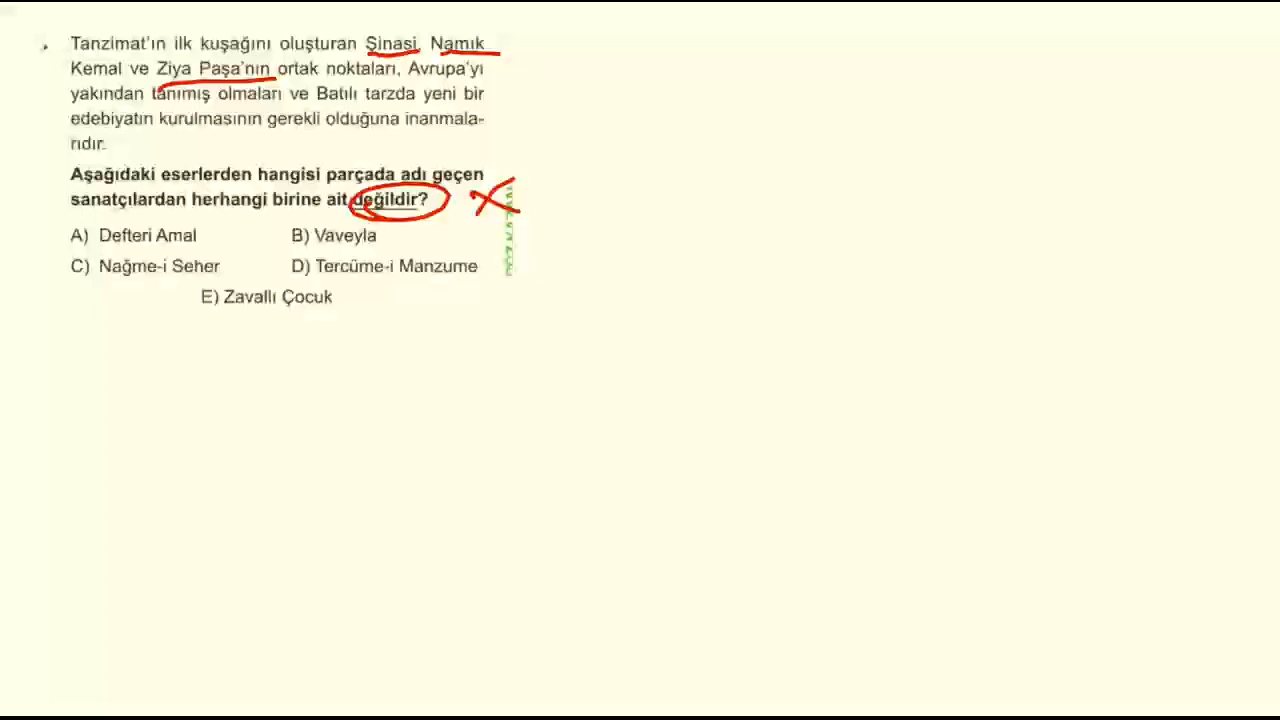 Tanzimat'ın ilk kuşağını oluşturan Şinasi, Namık
Kemal ve Ziya Paşa'nın ortak noktaları, Avrupa'yı
yakından tanımış olmaları ve Batılı tarzda yeni bir
edebiyatın kurulmasının gerekli olduğuna inanmala-
rıdır.
Aşağıdaki eserlerden hangisi parçada adı geçen
sanatçılardan herhangi birine ait değildir?
A) Defteri Amal B) Vaveyla
C) Nağme-i Seher D) Tercüme-i Manzume
E) Zavallı Çocuk